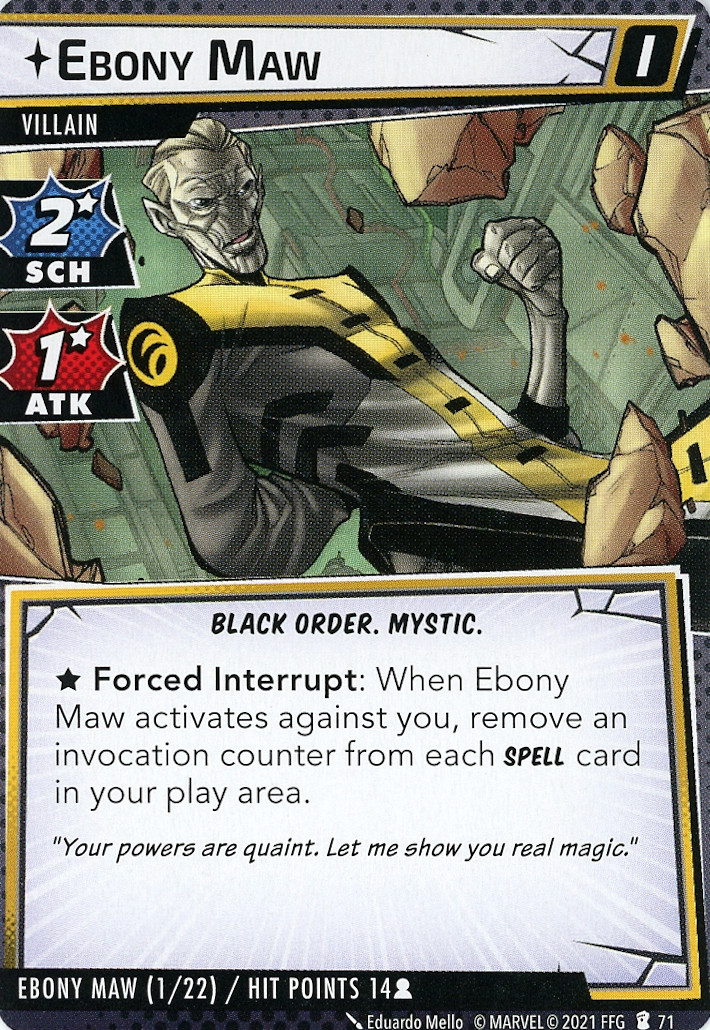 EBONY MAW
I
VILLAIN
2★
SCH
1★
ATK
BLACK ORDER. MYSTIC.
★ Forced Interrupt: When Ebony
Maw activates against you, remove an
invocation counter from each SPELL card
in your play area.
"Your powers are quaint. Let me show you real magic."
EBONY MAW (1/22) / HIT POINTS 14
Eduardo Mello © MARVEL © 2021 FFG 71